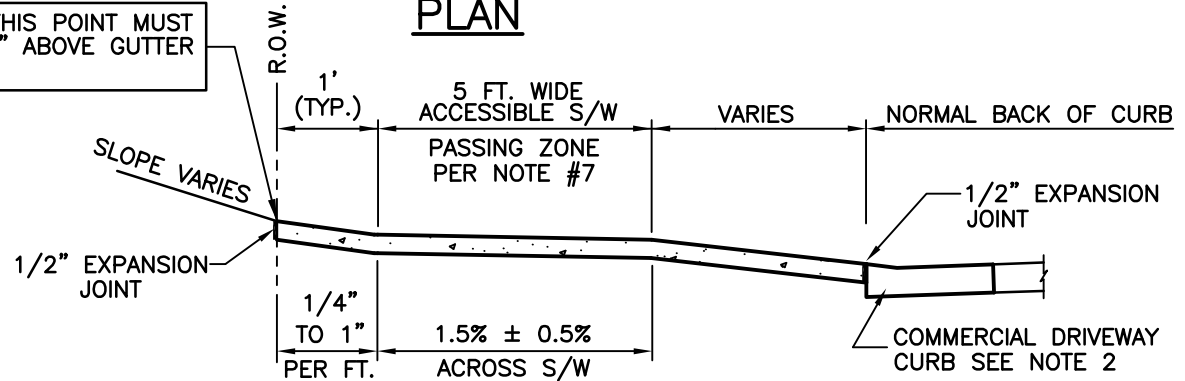 PLAN
THIS POINT MUST
" ABOVE GUTTER
R.O.W.
1'
(TYP.)
5 FT. WIDE
ACCESSIBLE S/W
PASSING ZONE
PER NOTE #7
VARIES
NORMAL BACK OF CURB
SLOPE VARIES
1/2" EXPANSION
JOINT
1/2" EXPANSION
JOINT
1/4"
TO 1"
PER FT.
1.5% ± 0.5%
ACROSS S/W
COMMERCIAL DRIVEWAY
CURB SEE NOTE 2